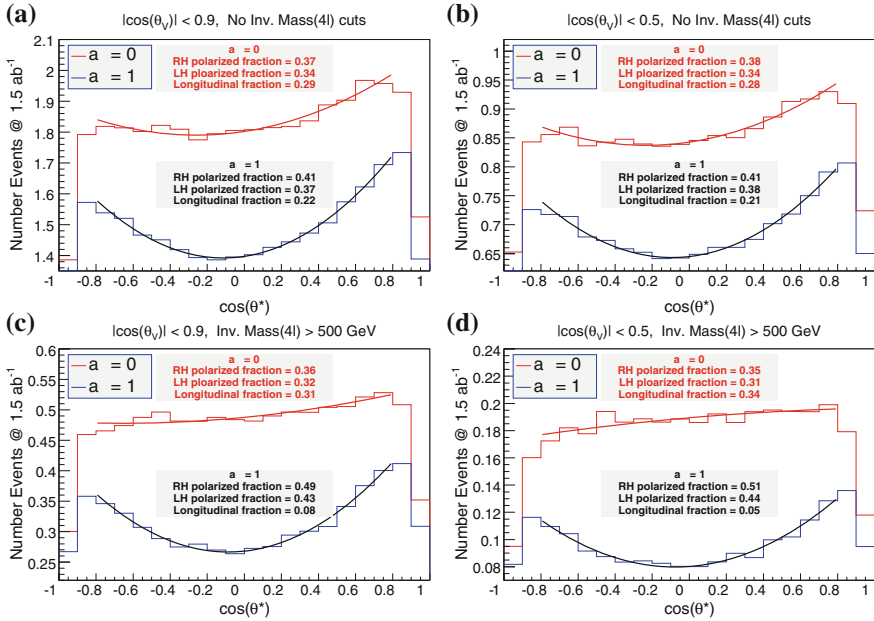 (a)
|cos(θV)| < 0.9, No Inv. Mass(4l) cuts
2.1
2
1.9
1.8
1.7
1.6
1.5
1.4
Number Events @ 1.5 ab-1
a = 0
a = 1
a = 0
RH polarized fraction = 0.37
LH ploarized fraction = 0.34
Longitudinal fraction = 0.29
a = 1
RH polarized fraction = 0.41
LH polarized fraction = 0.37
Longitudinal fraction = 0.22
-1 -0.8 -0.6 -0.4 -0.2 0 0.2 0.4 0.6 0.8 1
cos(θ*)
(b)
|cos(θV)| < 0.5, No Inv. Mass(4l) cuts
1
0.95
0.9
0.85
0.8
0.75
0.7
0.65
Number Events @ 1.5 ab-1
a = 0
a = 1
a = 0
RH polarized fraction = 0.38
LH ploarized fraction = 0.34
Longitudinal fraction = 0.28
a = 1
RH polarized fraction = 0.41
LH polarized fraction = 0.38
Longitudinal fraction = 0.21
-1 -0.8 -0.6 -0.4 -0.2 0 0.2 0.4 0.6 0.8 1
cos(θ*)
(c)
|cos(θV)| < 0.9, Inv. Mass(4l) > 500 GeV
0.6
0.55
0.5
0.45
0.4
0.35
0.3
0.25
Number Events @ 1.5 ab-1
a = 0
a = 1
a = 0
RH polarized fraction = 0.36
LH ploarized fraction = 0.32
Longitudinal fraction = 0.31
a = 1
RH polarized fraction = 0.49
LH polarized fraction = 0.43
Longitudinal fraction = 0.08
-1 -0.8 -0.6 -0.4 -0.2 0 0.2 0.4 0.6 0.8 1
cos(θ*)
(d)
|cos(θV)| < 0.5, Inv. Mass(4l) > 500 GeV
0.24
0.22
0.2
0.18
0.16
0.14
0.12
0.1
0.08
Number Events @ 1.5 ab-1
a = 0
a = 1
a = 0
RH polarized fraction = 0.35
LH ploarized fraction = 0.31
Longitudinal fraction = 0.34
a = 1
RH polarized fraction = 0.51
LH polarized fraction = 0.44
Longitudinal fraction = 0.05
-1 -0.8 -0.6 -0.4 -0.2 0 0.2 0.4 0.6 0.8 1
cos(θ*)